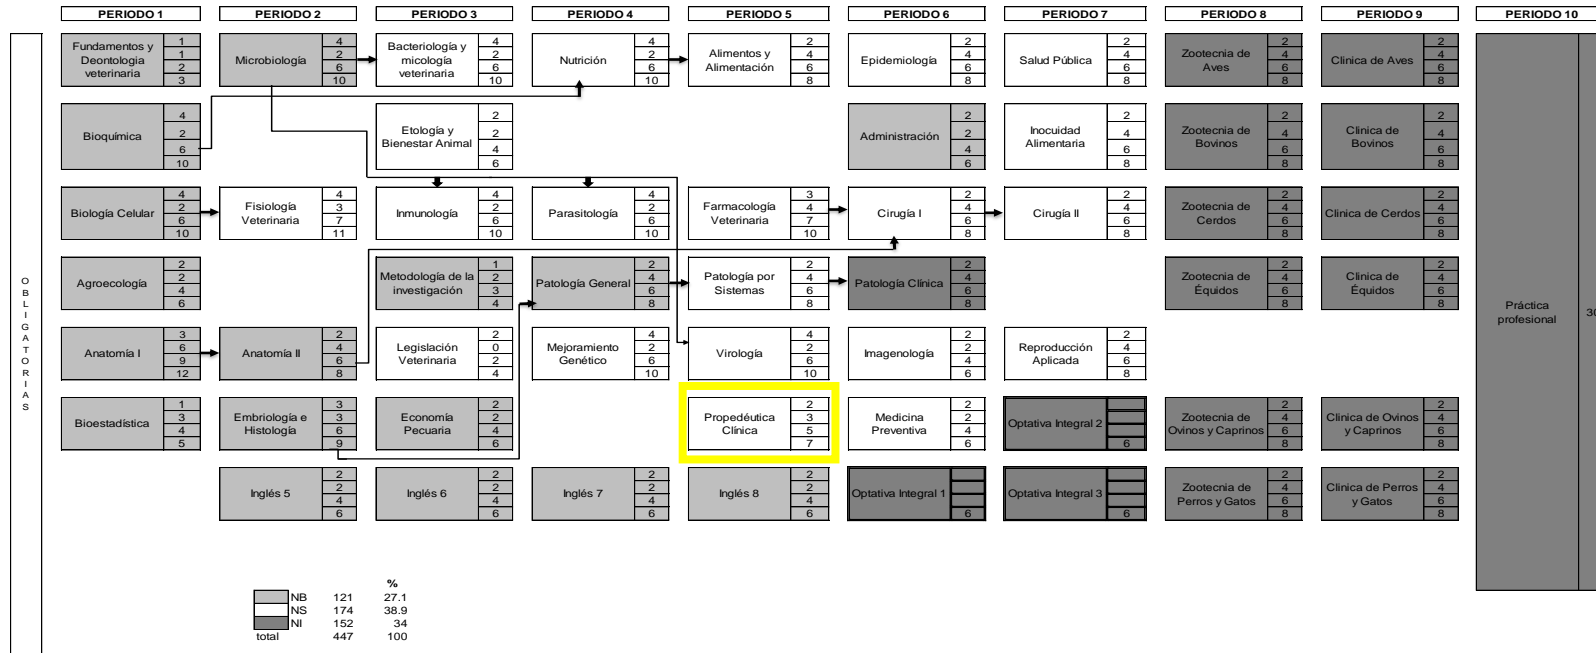 PERIODO 1 PERIODO 2 PERIODO 3 PERIODO 4 PERIODO 5 PERIODO 6 PERIODO 7 PERIODO 8 PERIODO 9 PERIODO 10
OBLIGATORIAS
Fundamentos y
Deontologia
veterinaria
1
1
2
3
Microbiología
4
2
6
10
Bacteriología y
micología
veterinaria
4
2
6
10
Nutrición
4
2
6
10
Alimentos y
Alimentación
2
4
6
8
Epidemiología
2
4
6
8
Salud Pública
2
4
6
8
Zootecnia de
Aves
2
4
6
8
Clinica de Aves
2
4
6
8
Bioquímica
4
2
6
10
Etología y
Bienestar Animal
2
2
4
6
Administración
2
2
4
6
Inocuidad
Alimentaria
2
4
6
8
Zootecnia de
Bovinos
2
4
6
8
Clinica de
Bovinos
2
4
6
8
Biología Celular
4
2
6
10
Fisiología
Veterinaria
4
3
7
11
Inmunología
4
2
6
10
Parasitología
4
2
6
10
Farmacología
Veterinaria
3
4
7
10
Cirugía I
2
4
6
8
Cirugía II
2
4
6
8
Zootecnia de
Cerdos
2
4
6
8
Clinica de Cerdos
2
4
6
8
Agroecología
2
2
4
6
Metodología de la
investigación
1
2
3
4
Patología General
2
4
6
8
Patología por
Sistemas
2
4
6
8
Patología Clínica
2
4
6
8
Zootecnia de
Équidos
2
4
6
8
Clinica de
Équidos
2
4
6
8
Práctica
profesional
30
Anatomía I
3
6
9
12
Anatomía II
2
4
6
8
Legislación
Veterinaria
2
0
2
4
Mejoramiento
Genético
4
2
6
10
Virología
4
2
6
10
Imagenología
2
2
4
6
Reproducción
Aplicada
2
4
6
8
Bioestadística
1
3
4
5
Embriología e
Histología
3
3
6
9
Economía
Pecuaria
2
2
4
6
Propedéutica
Clínica
2
3
5
7
Medicina
Preventiva
2
2
4
6
Optativa Integral 2
6
Zootecnia de
Ovinos y Caprinos
2
4
6
8
Clinica de Ovinos
y Caprinos
2
4
6
8
Inglés 5
2
2
4
6
Inglés 6
2
2
4
6
Inglés 7
2
2
4
6
Inglés 8
2
2
4
6
Optativa Integral 1
6
Optativa Integral 3
6
Zootecnia de
Perros y Gatos
2
4
6
8
Clinica de Perros
y Gatos
2
4
6
8
%
NB 121 27.1
NS 174 38.9
NI 152 34
total 447 100